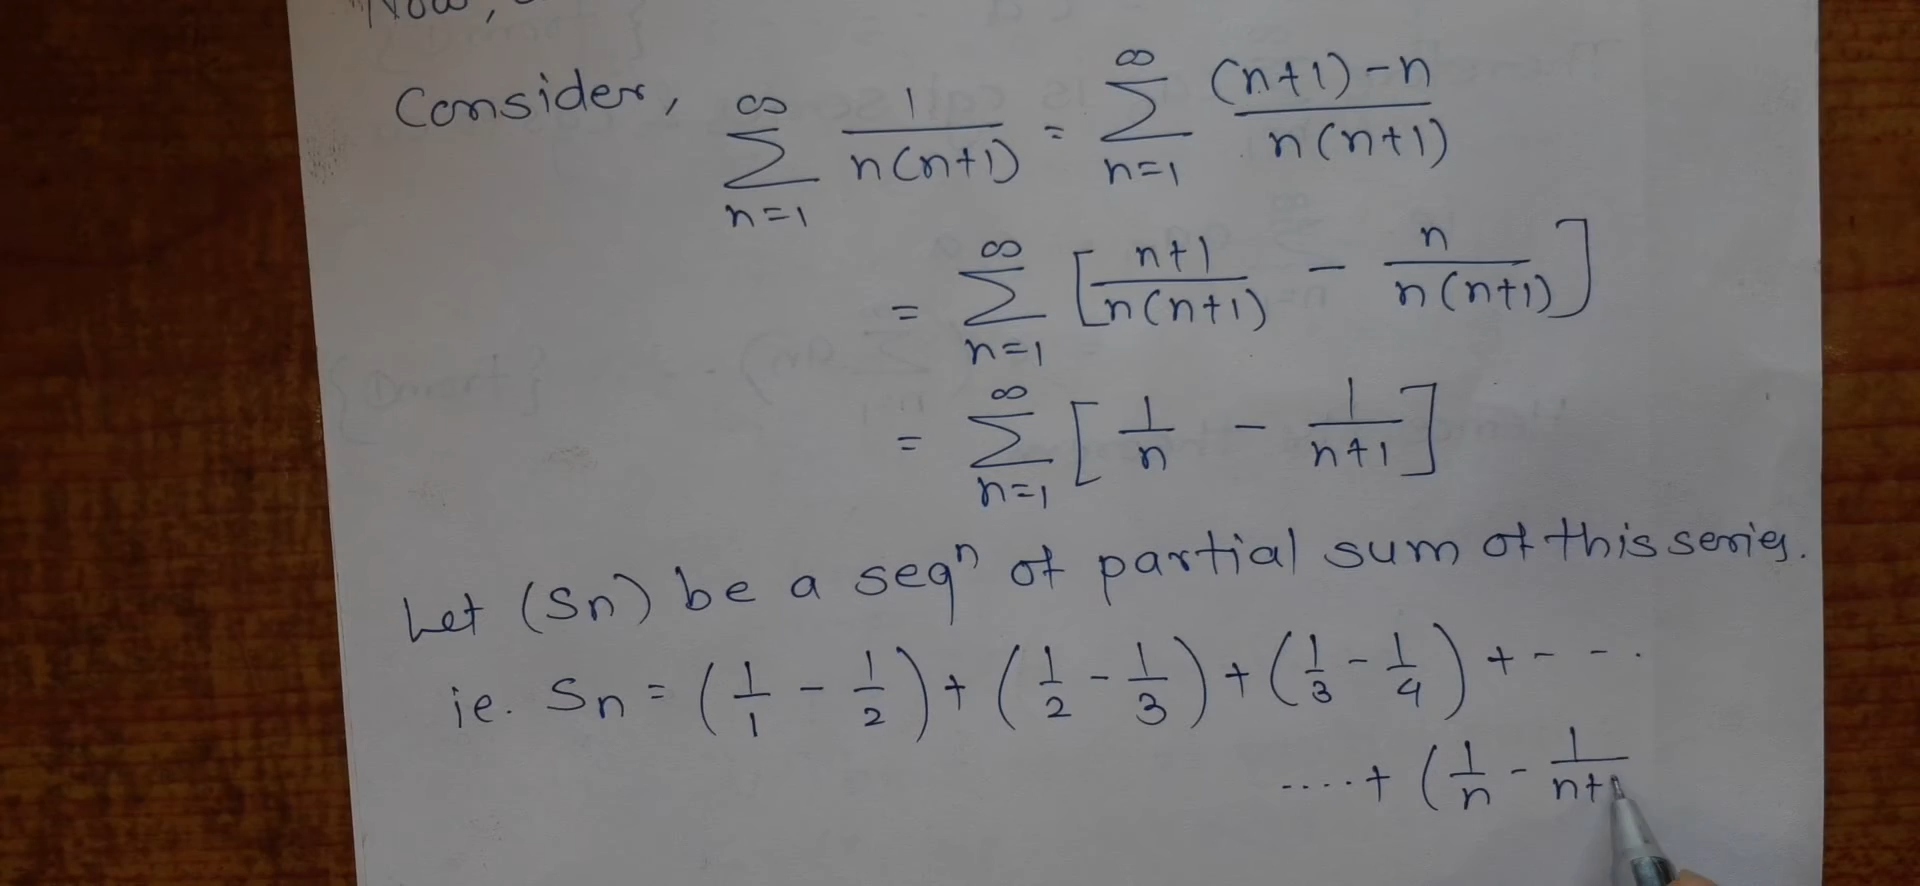 Now,
Consider, ∞∑n=1 1/n(n+1) = ∞∑n=1 (n+1)-n/n(n+1)
= ∞∑n=1 [n+1/n(n+1) - n/n(n+1)]
= ∞∑n=1 [1/n - 1/n+1]
Let (Sn) be a seqⁿ of partial sum of this series.
ie. Sn = (1/1 - 1/2) + (1/2 - 1/3) + (1/3 - 1/4) + - - .
.....+ (1/n - 1/n+1